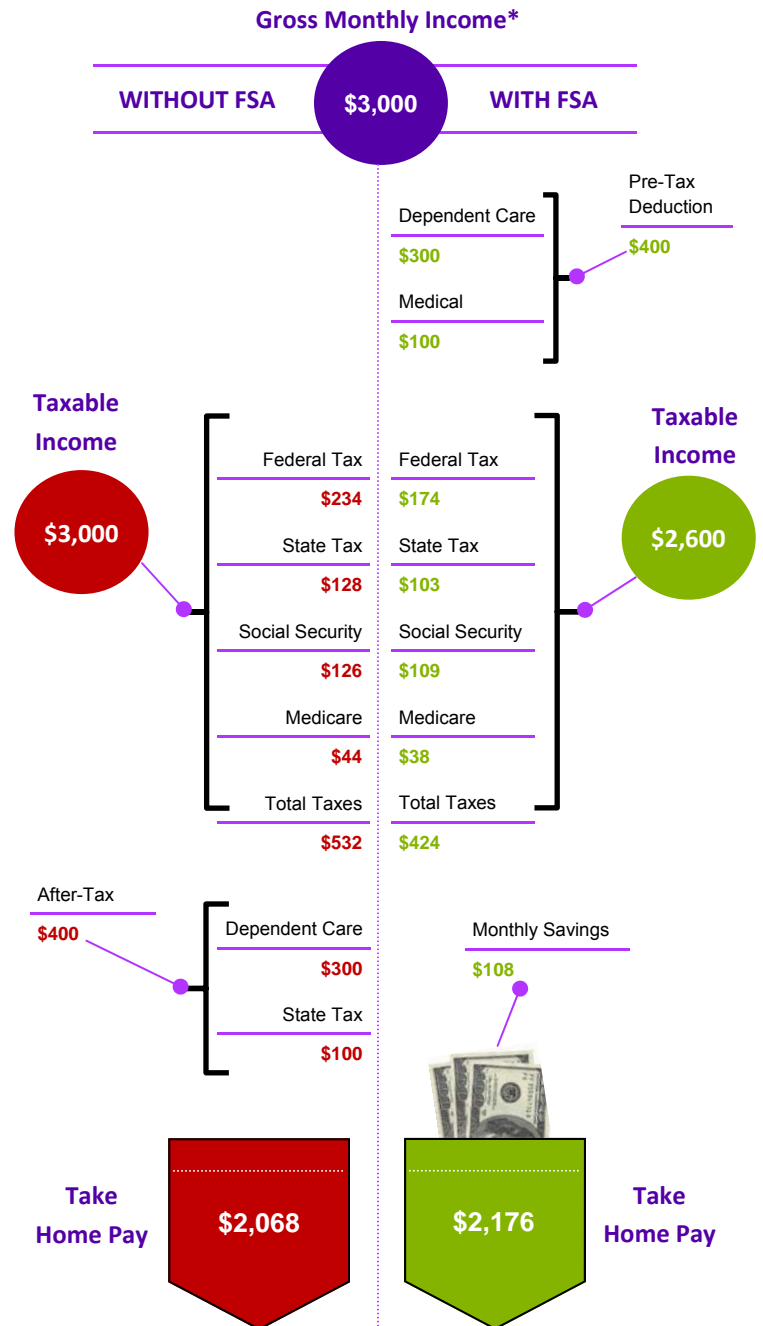 Gross Monthly Income*
WITHOUT FSA
$3,000
WITH FSA
Dependent Care
$300
Medical
$100
Pre-Tax
Deduction
$400
Taxable
Income
$3,000
Federal Tax
$234
State Tax
$128
Social Security
$126
Medicare
$44
Total Taxes
$532
Federal Tax
$174
State Tax
$103
Social Security
$109
Medicare
$38
Total Taxes
$424
Taxable
Income
$2,600
After-Tax
$400
Dependent Care
$300
State Tax
$100
Monthly Savings
$108
Take
Home Pay
$2,068
$2,176
Take
Home Pay